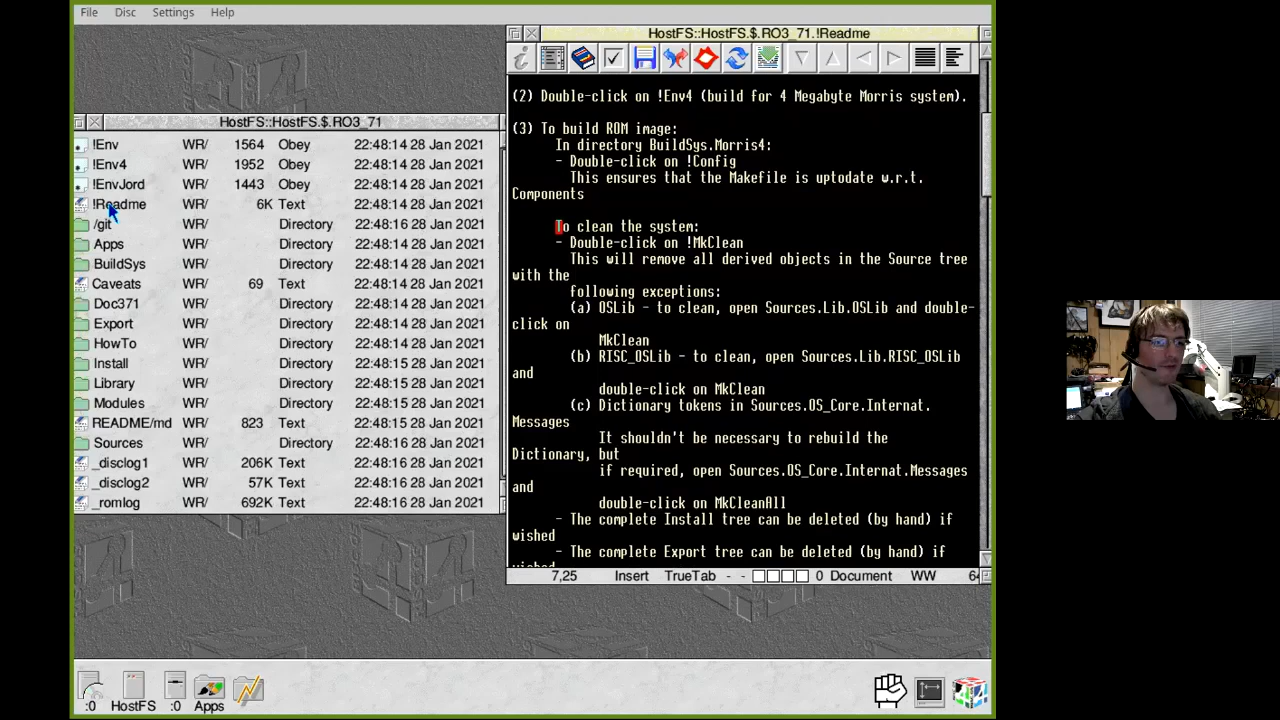 File Disc Settings Help
HostFS::HostFS.$.RO3_71
!Env WR/ 1564 Obey 22:48:14 28 Jan 2021
!Env4 WR/ 1952 Obey 22:48:14 28 Jan 2021
!EnvJord WR/ 1443 Obey 22:48:14 28 Jan 2021
!Readme WR/ 6K Text 22:48:14 28 Jan 2021
/git WR/ Directory 22:48:16 28 Jan 2021
Apps WR/ Directory 22:48:14 28 Jan 2021
BuildSys WR/ Directory 22:48:14 28 Jan 2021
Caveats WR/ 69 Text 22:48:14 28 Jan 2021
Doc371 WR/ Directory 22:48:14 28 Jan 2021
Export WR/ Directory 22:48:14 28 Jan 2021
HowTo WR/ Directory 22:48:14 28 Jan 2021
Install WR/ Directory 22:48:15 28 Jan 2021
Library WR/ Directory 22:48:15 28 Jan 2021
Modules WR/ Directory 22:48:15 28 Jan 2021
README/md WR/ 823 Text 22:48:15 28 Jan 2021
Sources WR/ Directory 22:48:16 28 Jan 2021
_disclog1 WR/ 206K Text 22:48:16 28 Jan 2021
_disclog2 WR/ 57K Text 22:48:16 28 Jan 2021
_romlog WR/ 692K Text 22:48:16 28 Jan 2021
HostFS::HostFS.$.RO3_71.!Readme
(2) Double-click on !Env4 (build for 4 Megabyte Morris system).
(3) To build ROM image:
In directory BuildSys.Morris4:
- Double-click on !Config
This ensures that the Makefile is uptodate w.r.t.
Components
To clean the system:
- Double-click on !MkClean
This will remove all derived objects in the Source tree
with the
following exceptions:
(a) OSLib - to clean, open Sources.Lib.OSLib and double-
click on
MkClean
(b) RISC_OSLib - to clean, open Sources.Lib.RISC_OSLib
and
double-click on MkClean
(c) Dictionary tokens in Sources.OS_Core.Internat.
Messages
It shouldn't be necessary to rebuild the
Dictionary, but
if required, open Sources.OS_Core.Internat.Messages
and
double-click on MkCleanAll
- The complete Install tree can be deleted (by hand) if
wished
- The complete Export tree can be deleted (by hand) if
wished
7,25 Insert TrueTab - - 0 Document WW 64
:0 HostFS :0 Apps